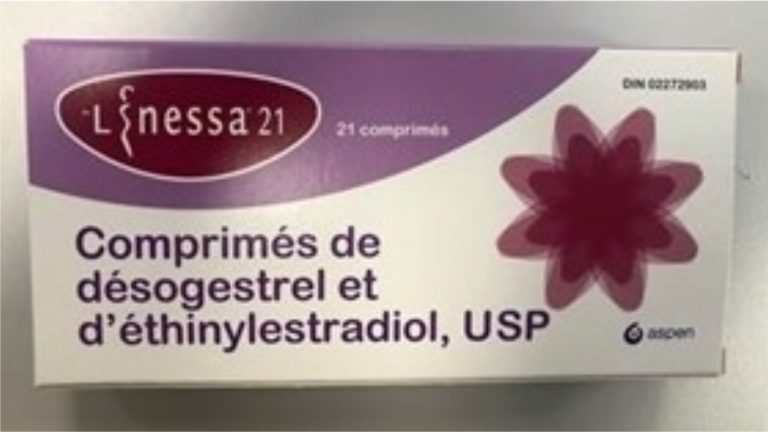 Linessa 21
21 comprimés
DIN 02272903
Comprimés de
désogestrel et
d'éthinylestradiol, USP
aspen